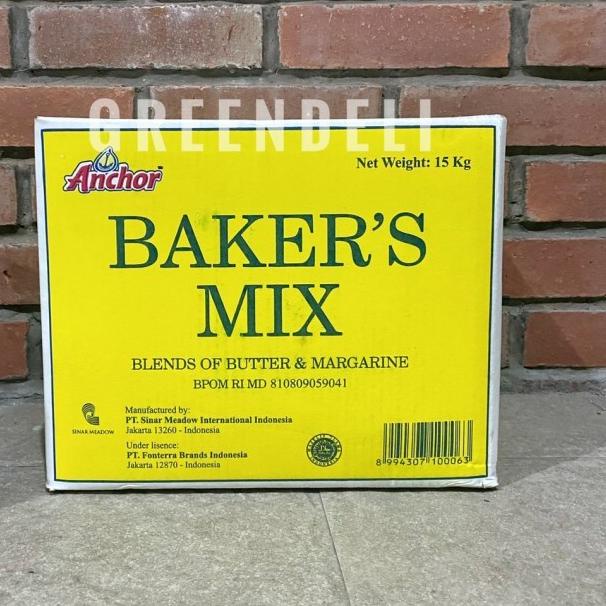 GREENDELI
Anchor
Net Weight: 15 Kg
BAKER'S
MIX
BLENDS OF BUTTER & MARGARINE
BPOM RI MD 810809059041
Manufactured by:
PT. Sinar Meadow International Indonesia
Jakarta 13260 - Indonesia
SINAR MEADOW
Under lisence:
PT. Fonterra Brands Indonesia
Jakarta 12870 - Indonesia
8 994307 100063